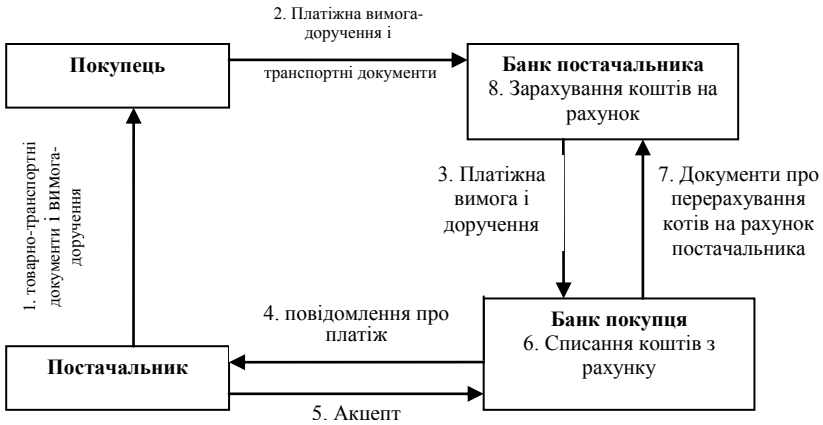 2. Платіжна вимога-
доручення і
транспортні документи
Покупець
Банк постачальника
8. Зарахування коштів на
рахунок
1. товарно-транспортні
документи і вимога-
доручення
3. Платіжна
вимога і
доручення
7. Документи про
перерахування
котів на рахунок
постачальника
4. повідомлення про
платіж
Постачальник
Банк покупця
6. Списання коштів з
рахунку
5. Акцепт